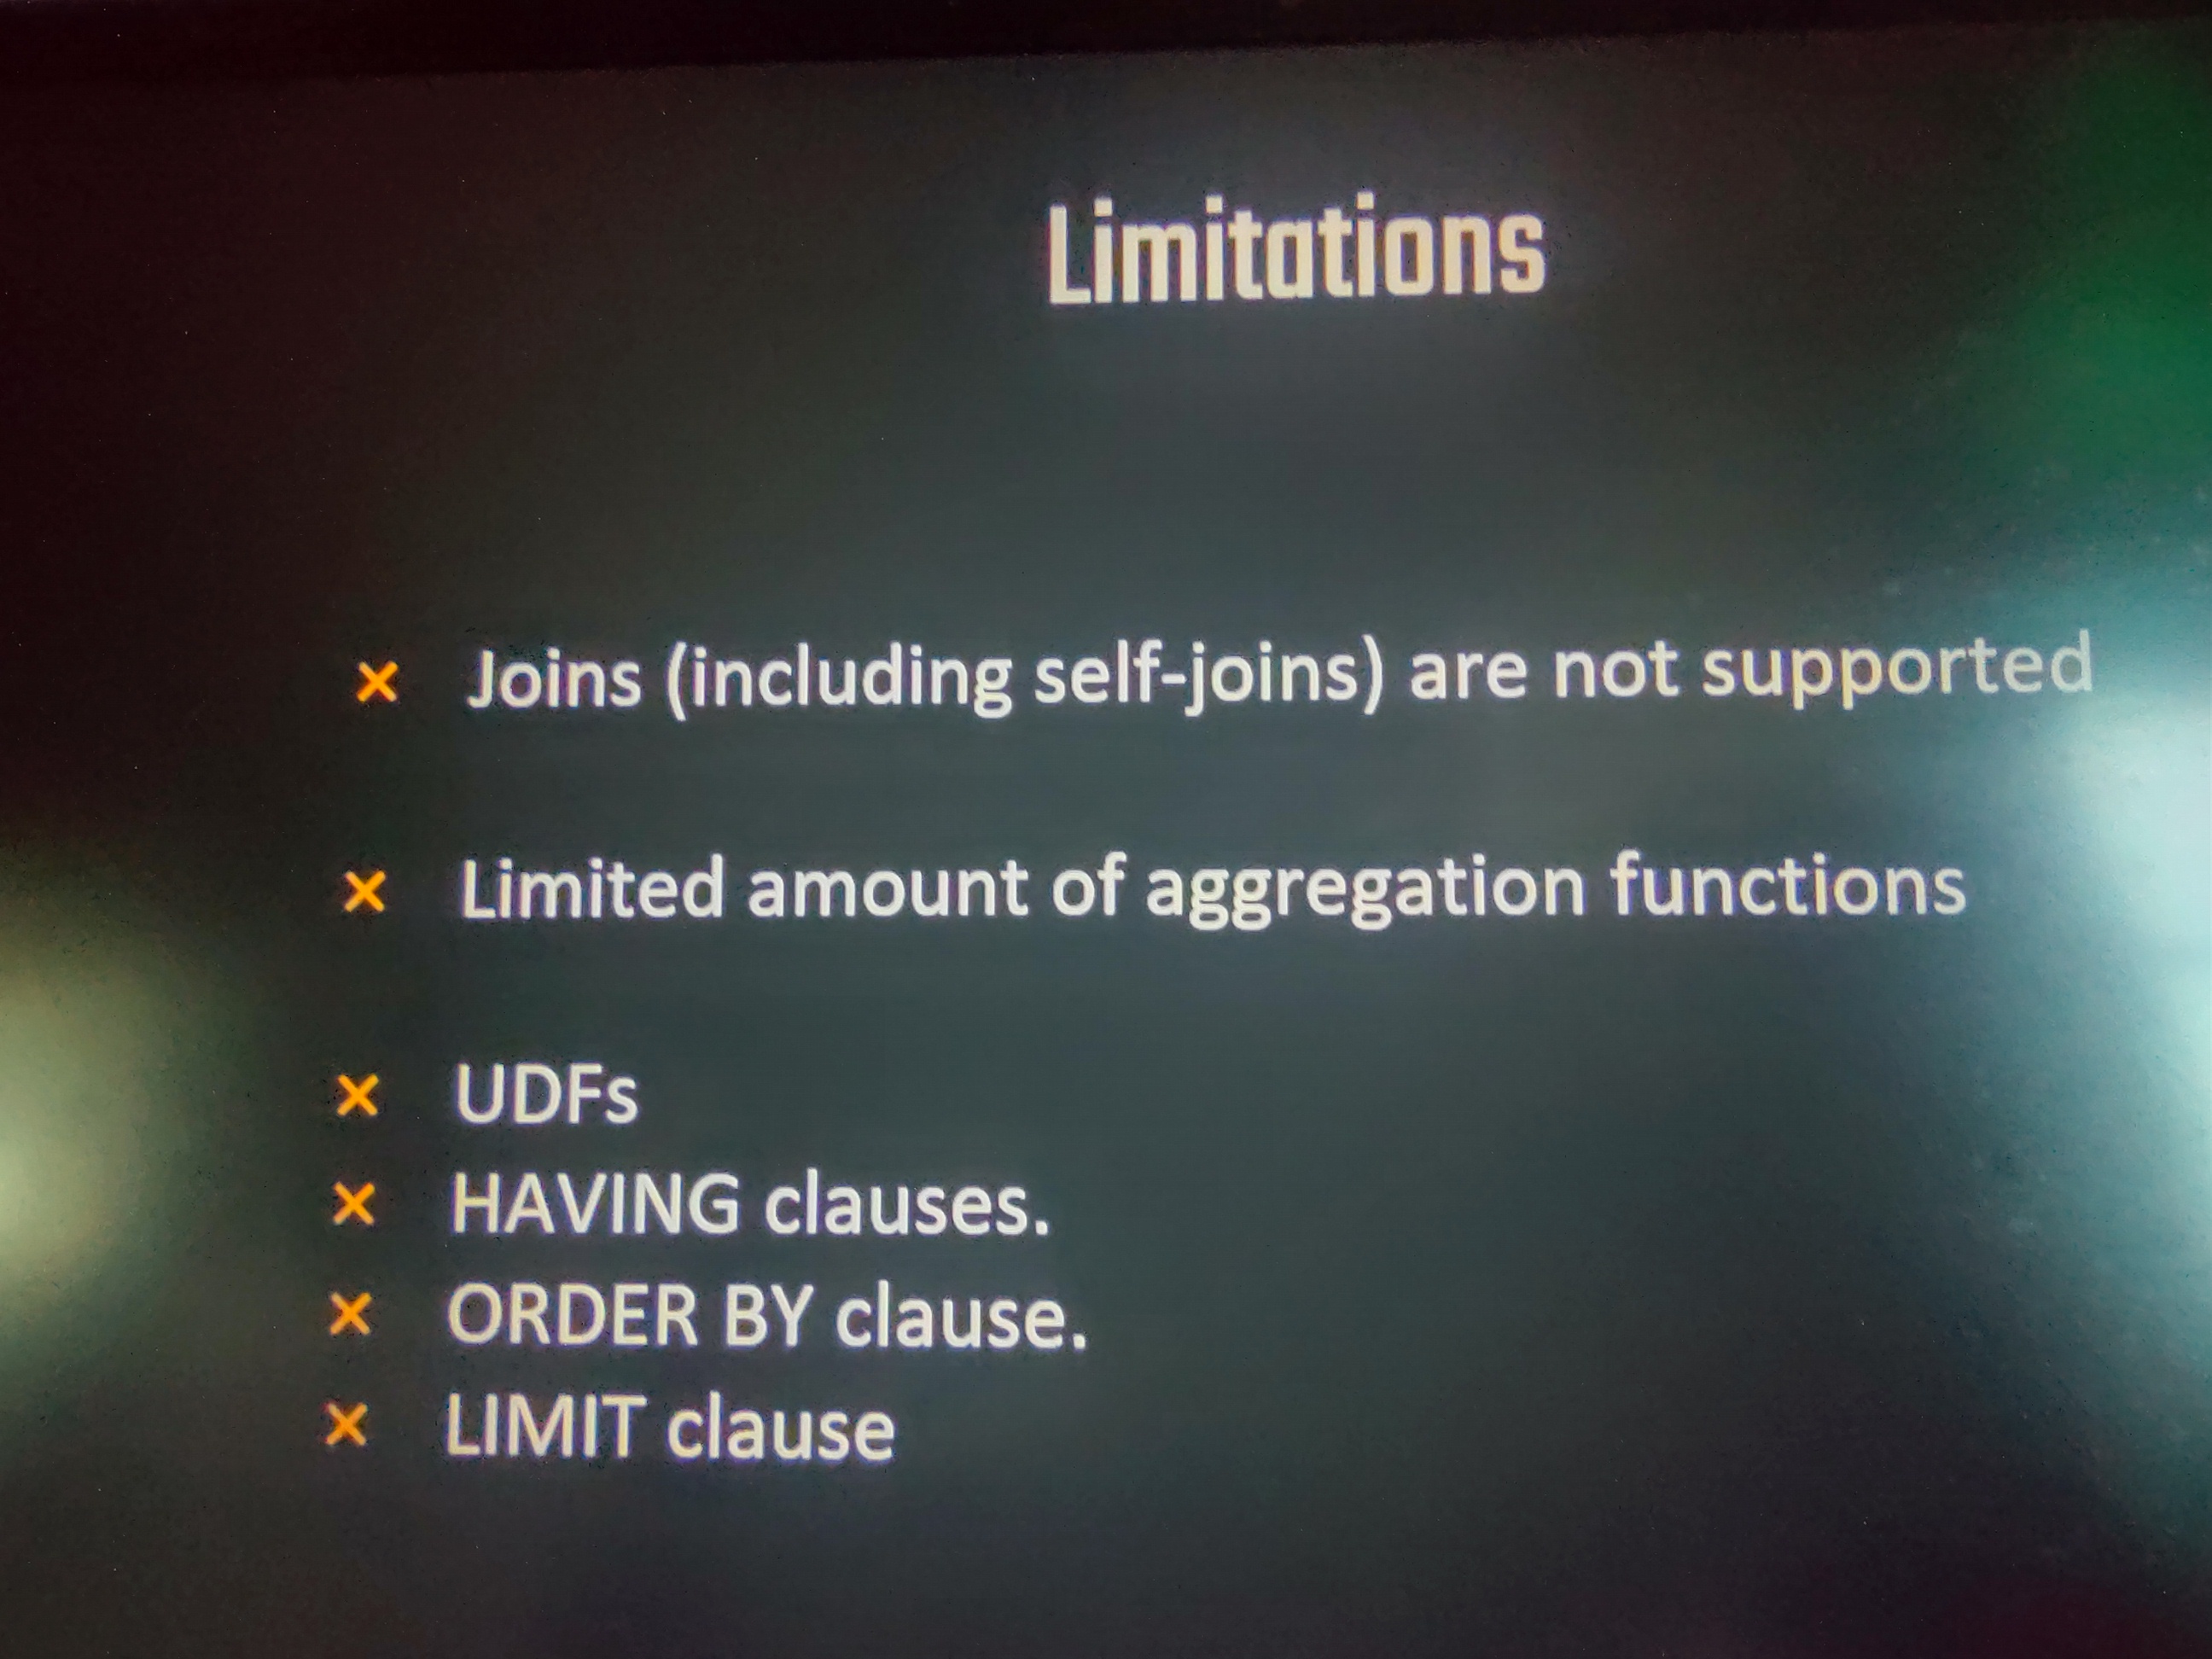 Limitations
Joins (including self-joins) are not supported
Limited amount of aggregation functions
UDFs
HAVING clauses.
ORDER BY clause.
LIMIT clause